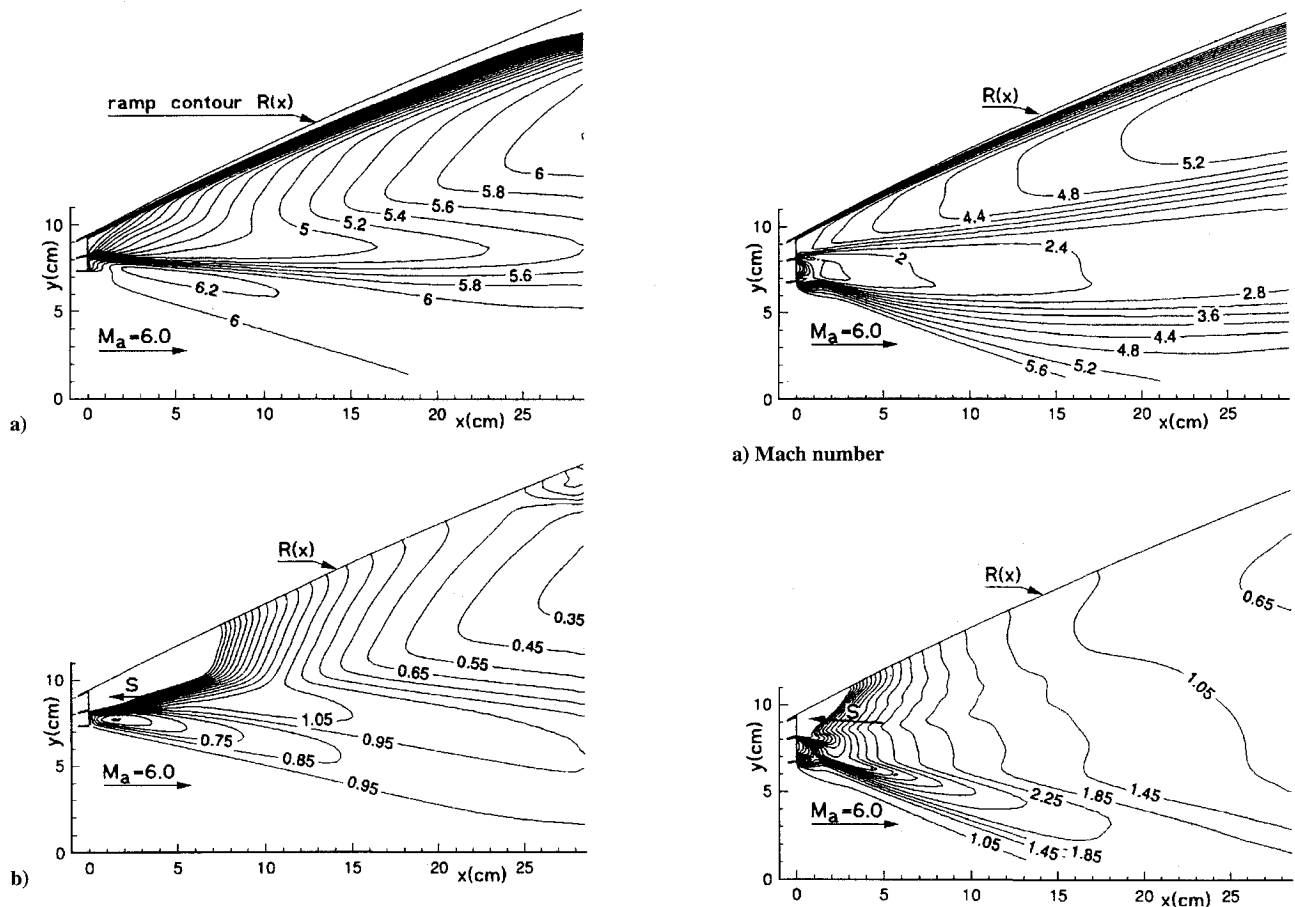 ramp contour R(x)
6
5.8
5.6
5.4
5.2
5
5.6
5.8
6
6.2
6
10
5
0
y(cm)
Ma=6.0
0 5 10 15 20 25
x(cm)
a)
R(x)
5.2
4.8
4.4
2.4
2
2.8
3.6
4.4
4.8
5.2
5.6
10
5
0
y(cm)
Ma=6.0
0 5 10 15 20 25
x(cm)
a) Mach number
R(x)
0.35
0.45
0.55
0.65
S
1.05
0.95
0.75
0.85
0.95
10
5
0
y(cm)
Ma=6.0
0 5 10 15 20 25
x(cm)
b)
R(x)
0.65
1.05
S
1.45
1.85
2.25
1.05
1.45
1.85
10
5
0
y(cm)
Ma=6.0
0 5 10 15 20 25
x(cm)